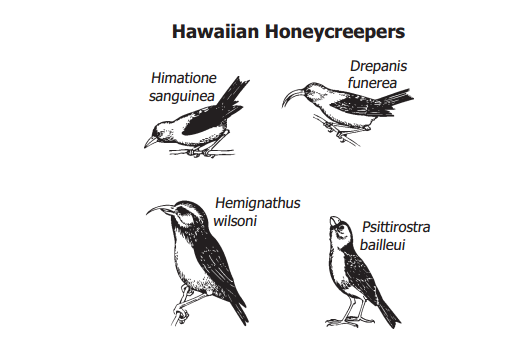 Hawaiian Honeycreepers
Himatione
sanguinea
Drepanis
funerea
Hemignathus
wilsoni
Psittirostra
bailleui